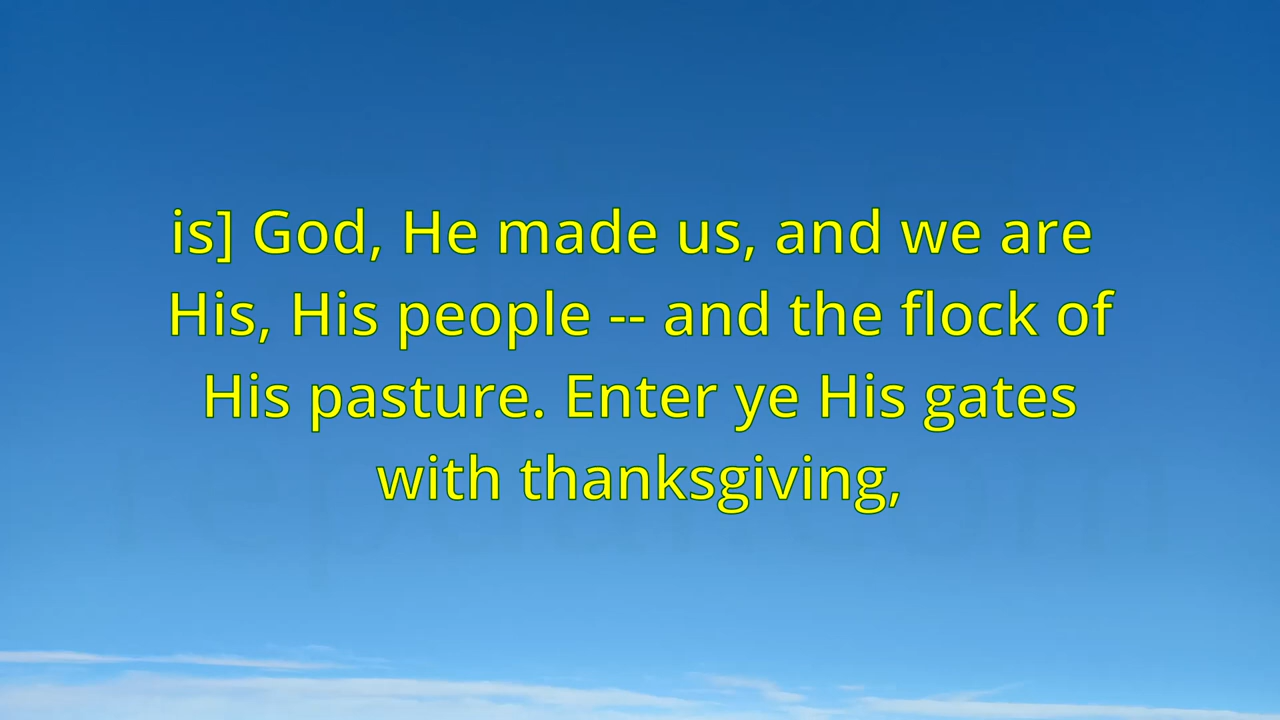 is] God, He made us, and we are
His, His people -- and the flock of
His pasture. Enter ye His gates
with thanksgiving,